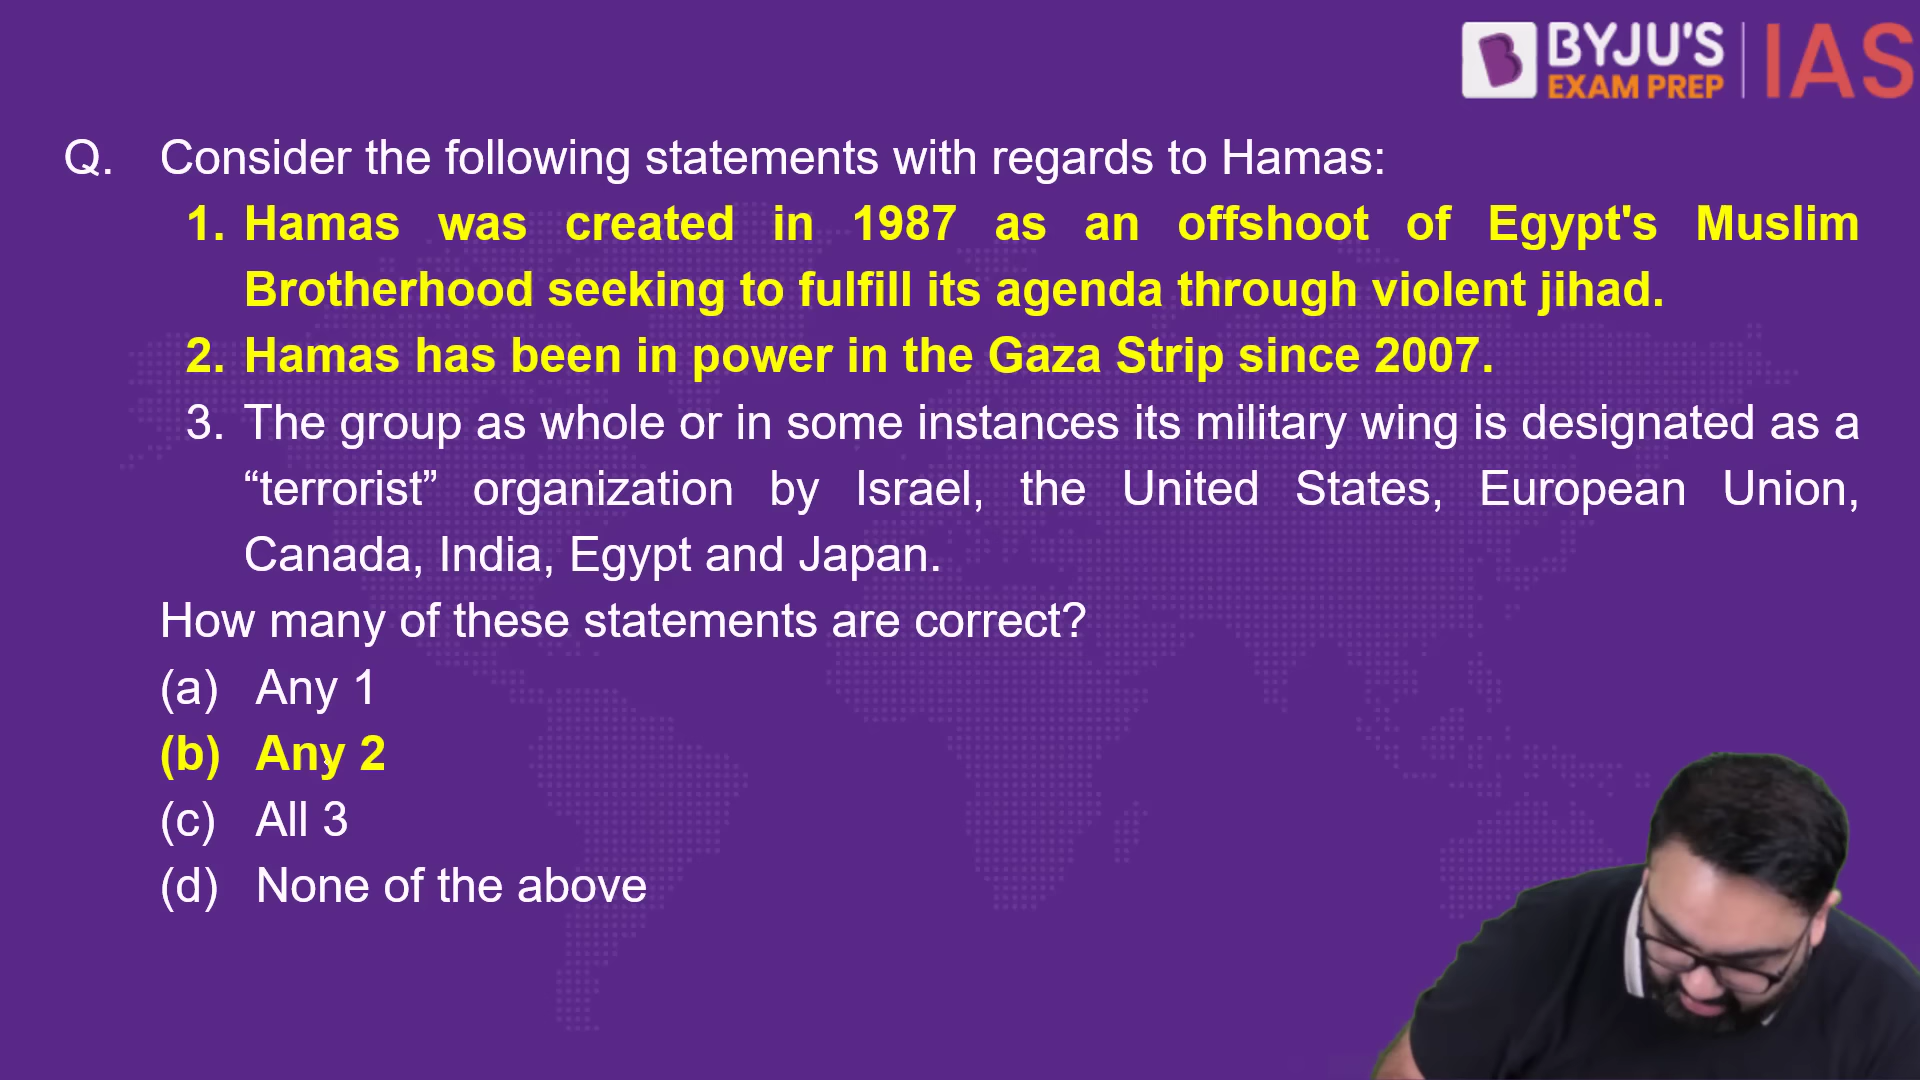 BYJU'S
EXAM PREP
IAS
Q. Consider the following statements with regards to Hamas:
1. Hamas was created in 1987 as an offshoot of Egypt's Muslim
Brotherhood seeking to fulfill its agenda through violent jihad.
2. Hamas has been in power in the Gaza Strip since 2007.
3. The group as whole or in some instances its military wing is designated as a
“terrorist” organization by Israel, the United States, European Union,
Canada, India, Egypt and Japan.
How many of these statements are correct?
(a) Any 1
(b) Any 2
(c) All 3
(d) None of the above